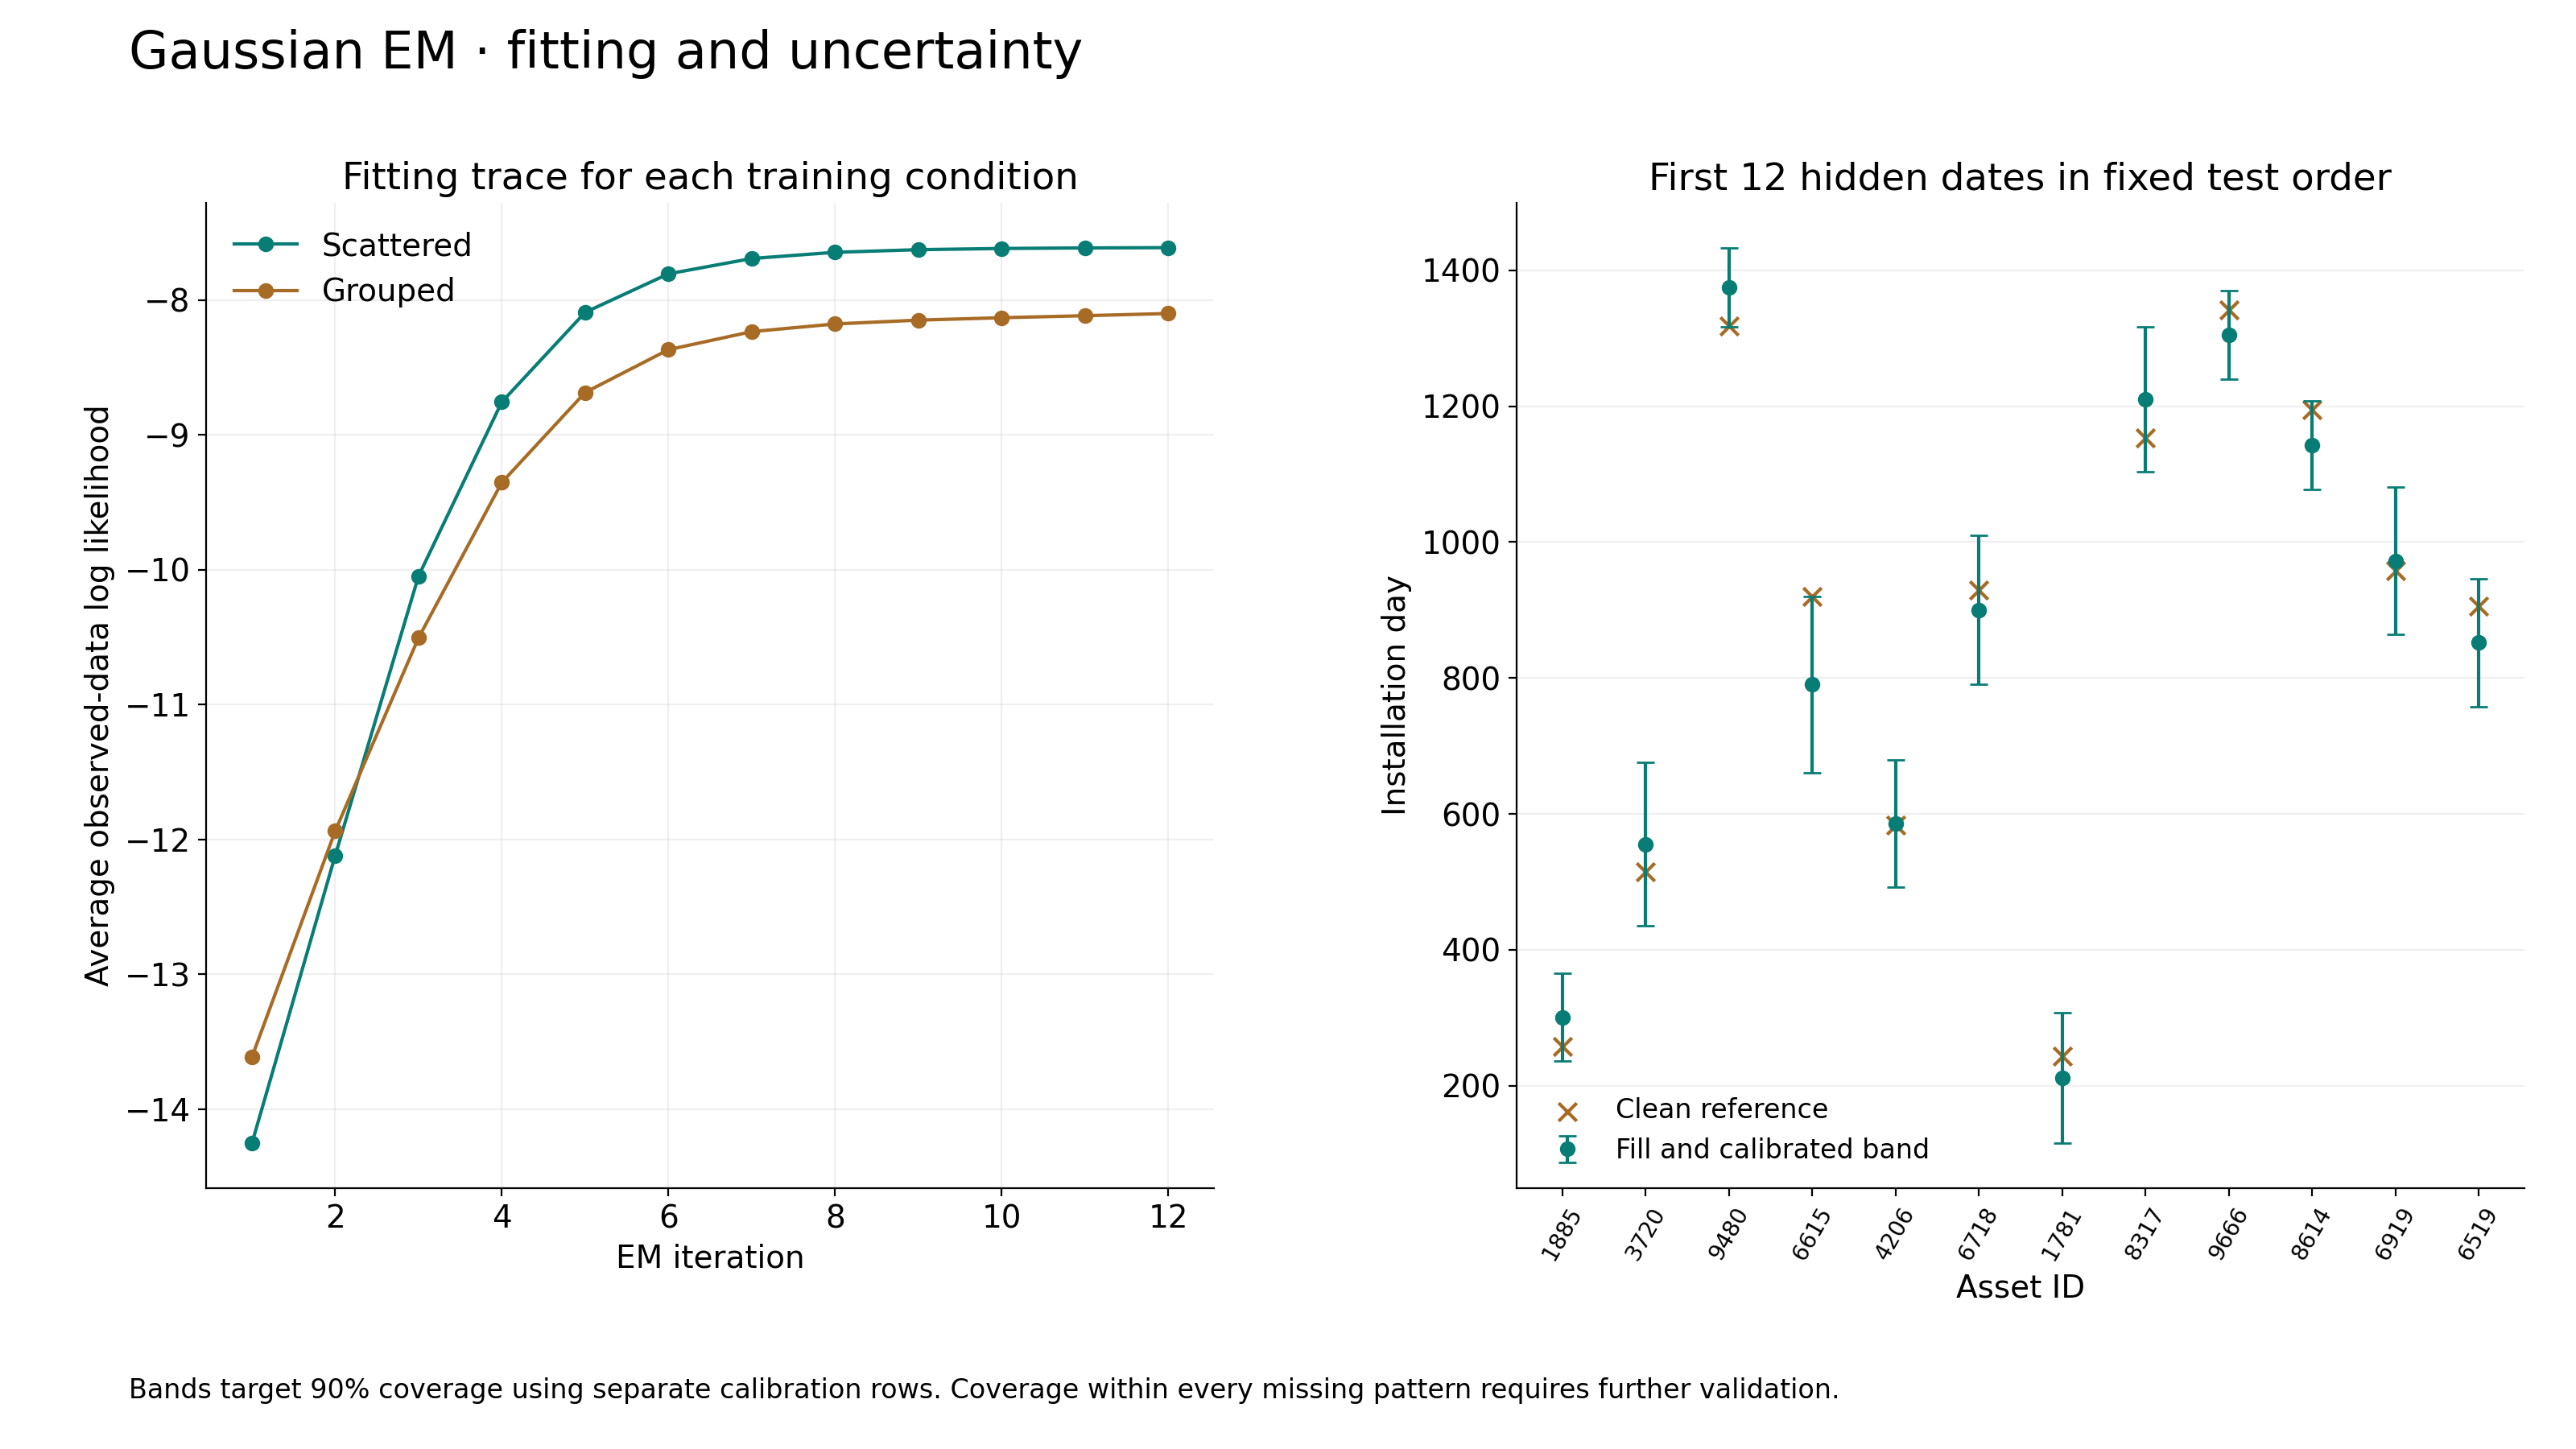 Gaussian EM · fitting and uncertainty
Fitting trace for each training condition
Scattered
Grouped
Average observed-data log likelihood
−8
−9
−10
−11
−12
−13
−14
2 4 6 8 10 12
EM iteration
First 12 hidden dates in fixed test order
Installation day
1400
1200
1000
800
600
400
200
Clean reference
Fill and calibrated band
1885 3720 9480 6615 4206 6718 1781 8317 9666 8614 6919 6519
Asset ID
Bands target 90% coverage using separate calibration rows. Coverage within every missing pattern requires further validation.